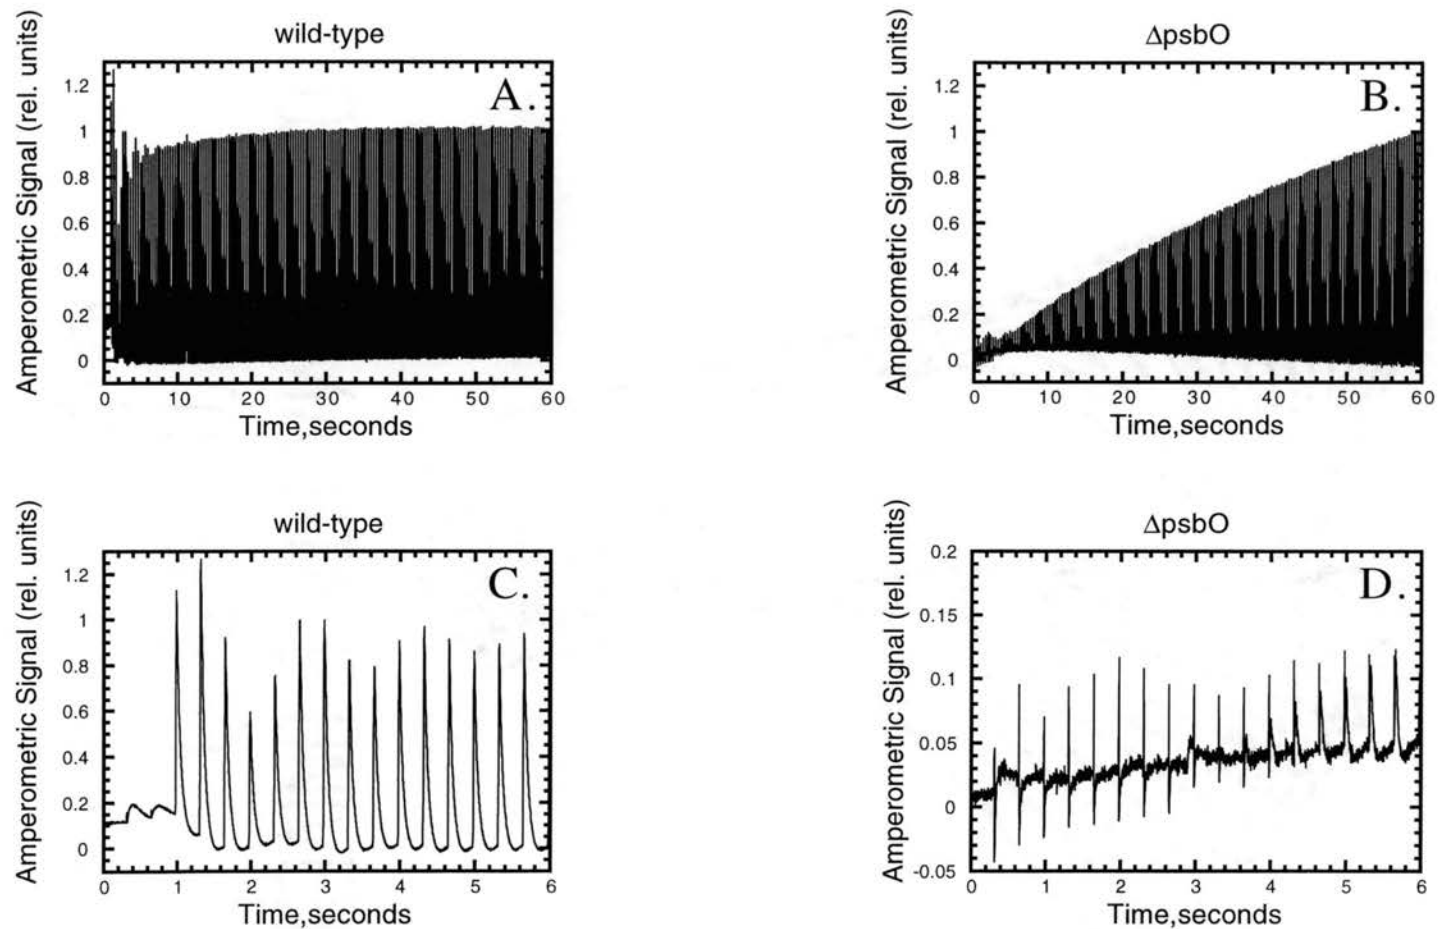 wild-type
Amperometric Signal (rel. units)
A.
1.2
1
0.8
0.6
0.4
0.2
0
0 10 20 30 40 50 60
Time,seconds
ΔpsbO
Amperometric Signal (rel. units)
B.
1.2
1
0.8
0.6
0.4
0.2
0
0 10 20 30 40 50 60
Time,seconds
wild-type
Amperometric Signal (rel. units)
C.
1.2
1
0.8
0.6
0.4
0.2
0
0 1 2 3 4 5 6
Time,seconds
ΔpsbO
Amperometric Signal (rel. units)
D.
0.2
0.15
0.1
0.05
0
-0.05
0 1 2 3 4 5 6
Time,seconds